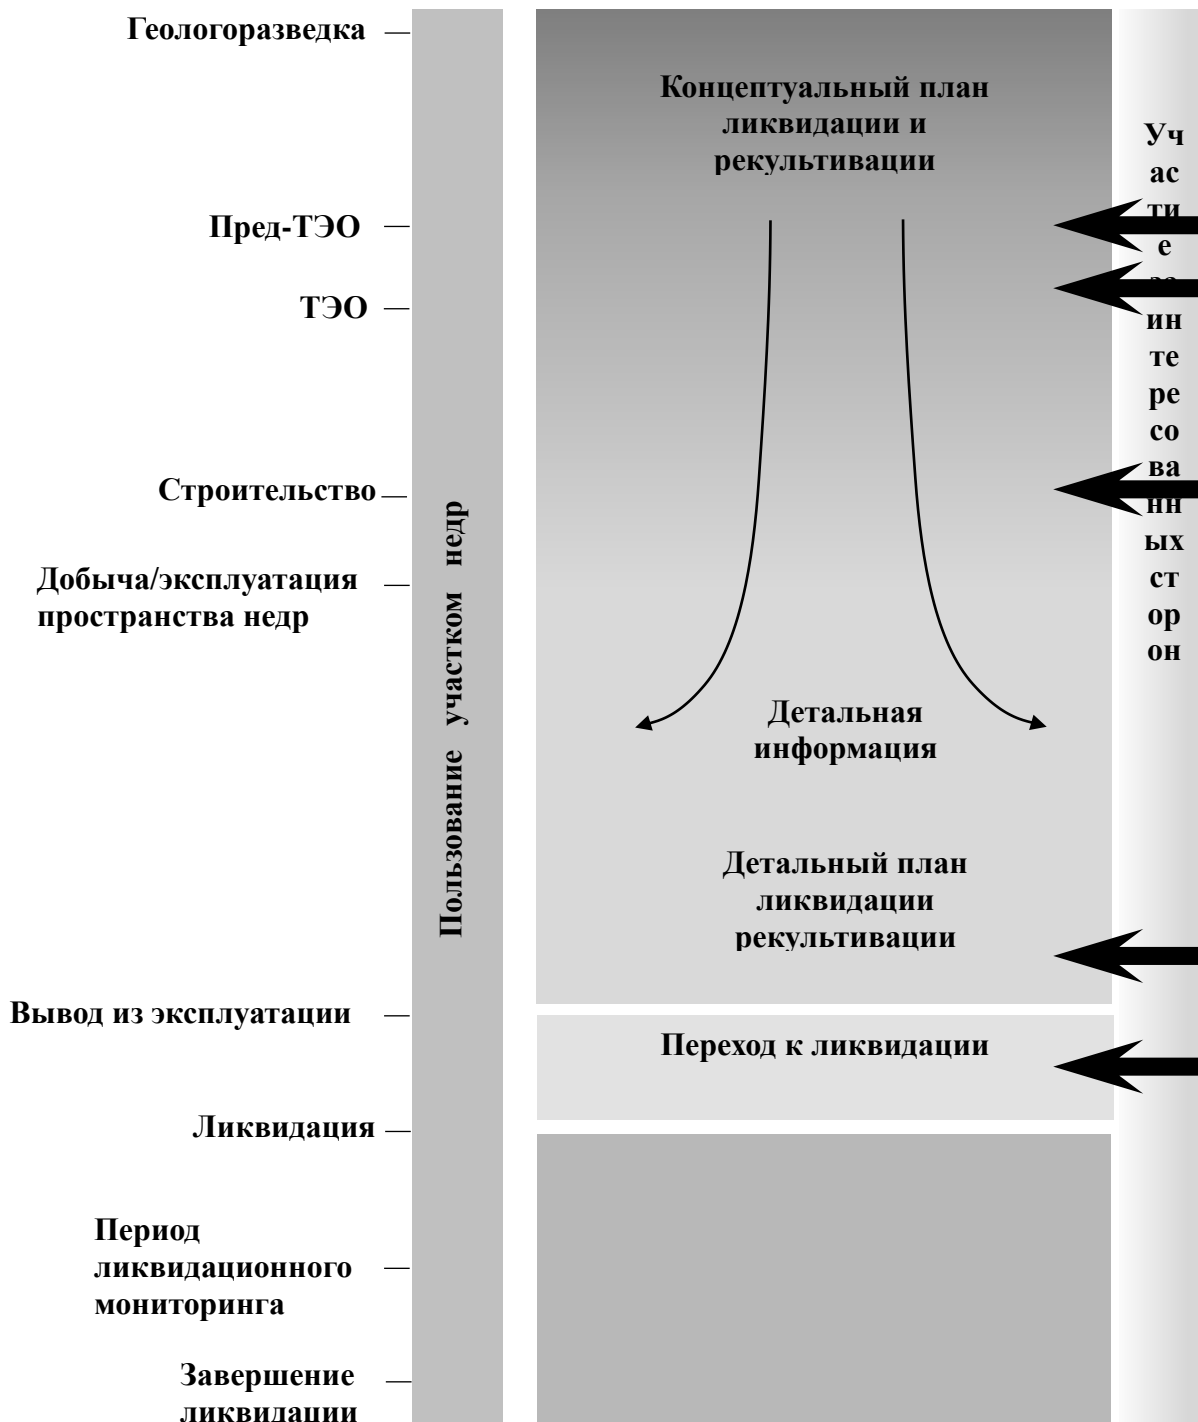 Геологоразведка
Концептуальный план
ликвидации и
рекультивации
Пред-ТЭО
ТЭО
Строительство
Добыча/эксплуатация
пространства недр
Пользование участком недр
Детальная
информация
Детальный план
ликвидации
рекультивации
Вывод из эксплуатации
Переход к ликвидации
Ликвидация
Период
ликвидационного
мониторинга
Завершение
ликвидации
Уч
ас
ти
е
ин
те
ре
со
ва
нн
ых
ст
ор
он